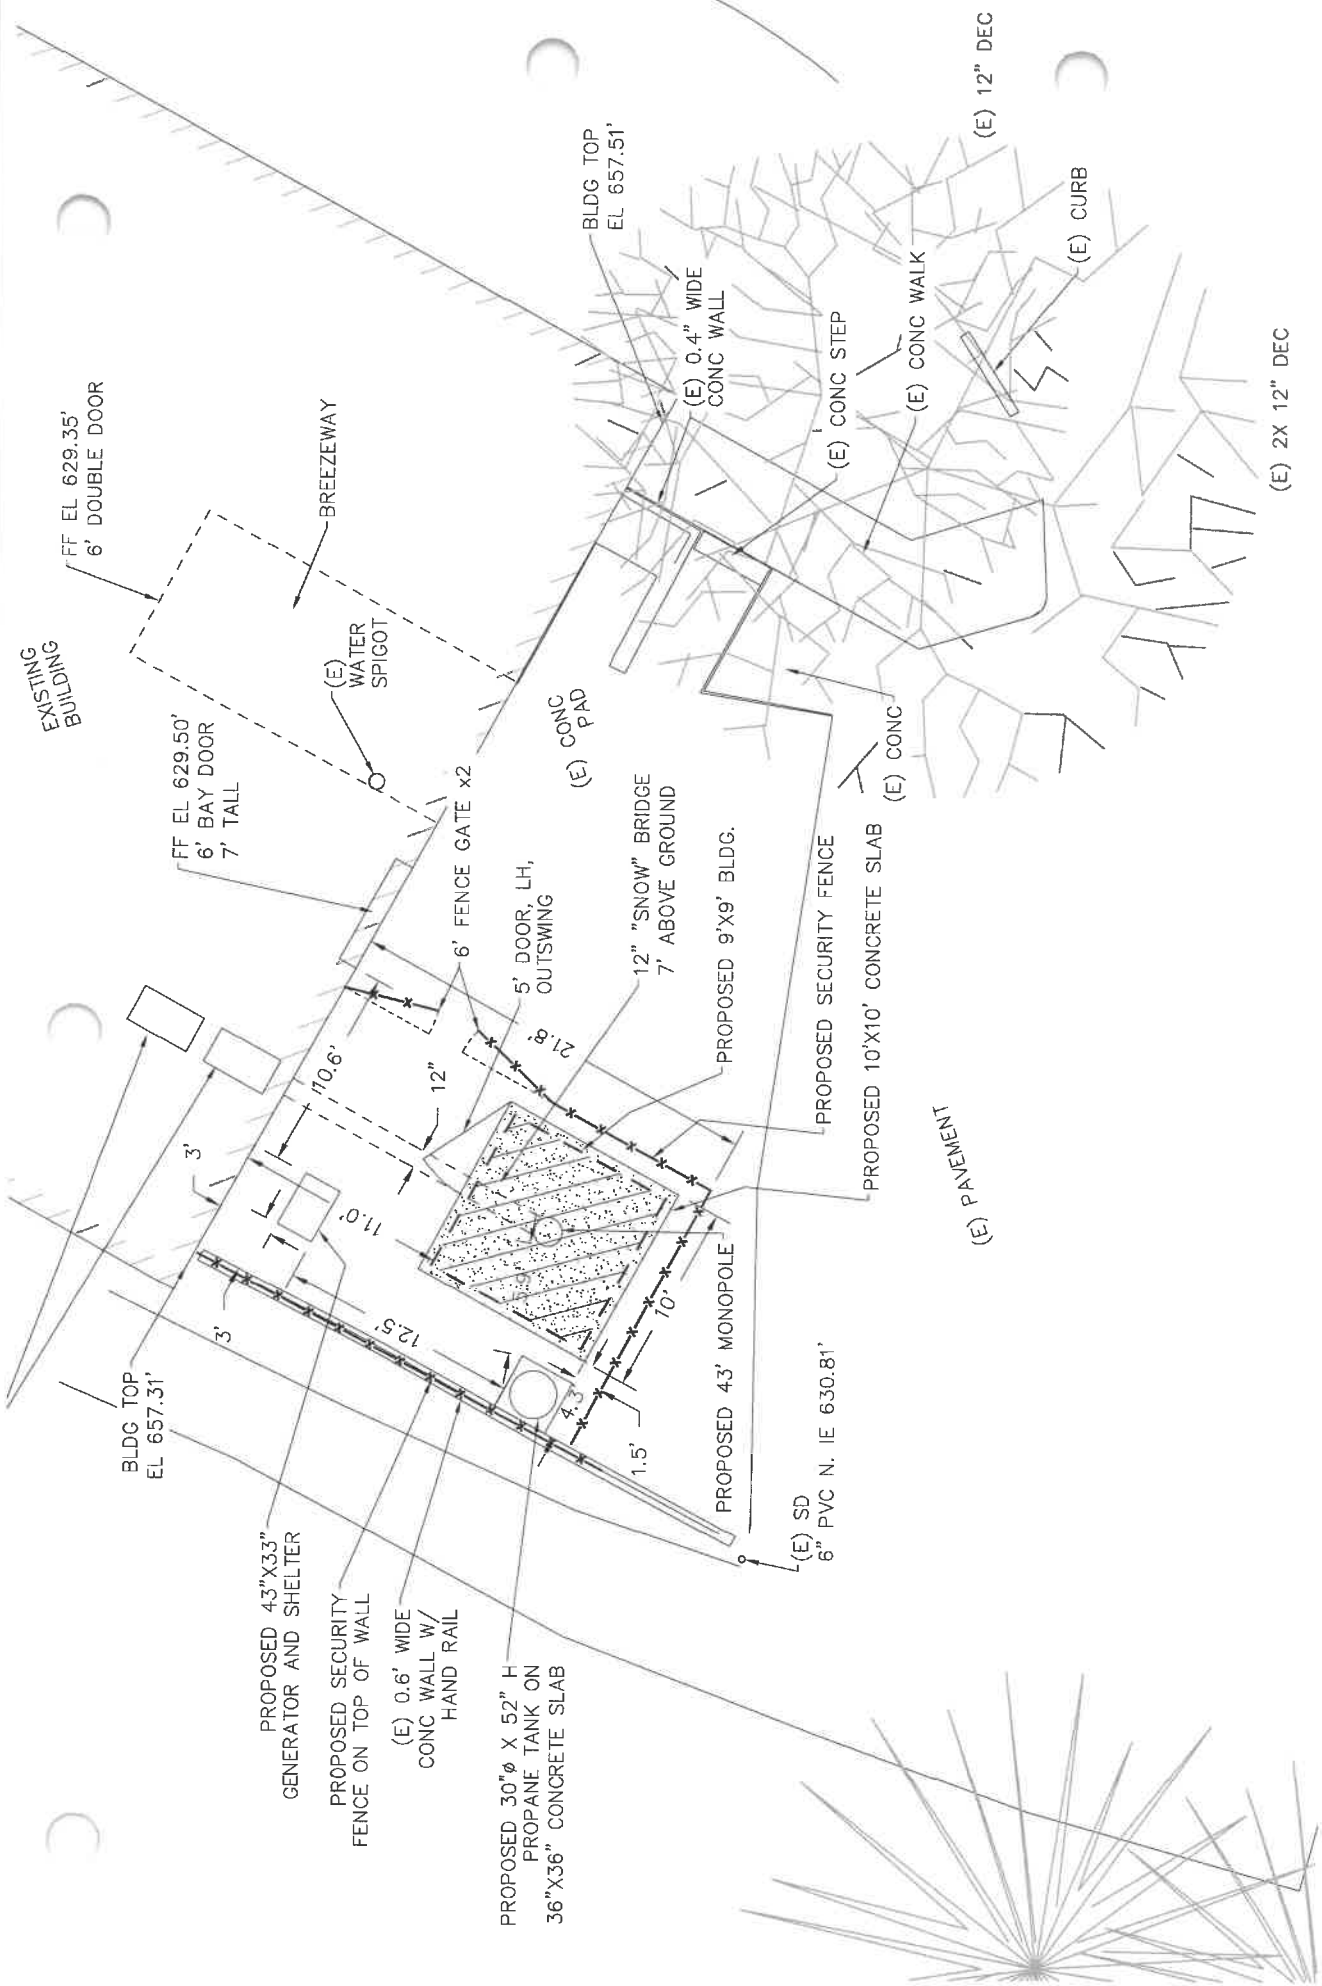 EXISTING
BUILDING
FF EL 629.35'
6' DOUBLE DOOR
BREEZEWAY
FF EL 629.50'
6' BAY DOOR
7' TALL
(E)
WATER
SPIGOT
BLDG TOP
EL 657.51'
(E) 12" DEC
(E) 0.4" WIDE
CONC WALL
(E) CONC STEP
(E) CONC WALK
(E) CURB
(E) 2X 12" DEC
(E) CONC
PAD
(E) CONC
6' FENCE GATE x2
5' DOOR, LH,
OUTSWING
12" "SNOW" BRIDGE
7' ABOVE GROUND
PROPOSED 9'X9' BLDG.
PROPOSED SECURITY FENCE
PROPOSED 10'X10' CONCRETE SLAB
(E) PAVEMENT
3'
10.6'
12"
21.8'
11.0'
3'
12.5'
10'
4.3'
1.5'
PROPOSED 43' MONOPOLE
BLDG TOP
EL 657.31'
PROPOSED 43"X33"
GENERATOR AND SHELTER
PROPOSED SECURITY
FENCE ON TOP OF WALL
(E) 0.6' WIDE
CONC WALL W/
HAND RAIL
PROPOSED 30"ø X 52" H
PROPANE TANK ON
36"X36" CONCRETE SLAB
(E) SD
6" PVC N. IE 630.81'